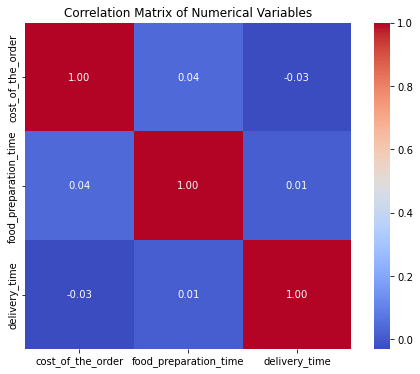 Correlation Matrix of Numerical Variables
cost_of_the_order
1.00
0.04
-0.03
food_preparation_time
0.04
1.00
0.01
delivery_time
-0.03
0.01
1.00
cost_of_the_order
food_preparation_time
delivery_time
1.0
0.8
0.6
0.4
0.2
0.0